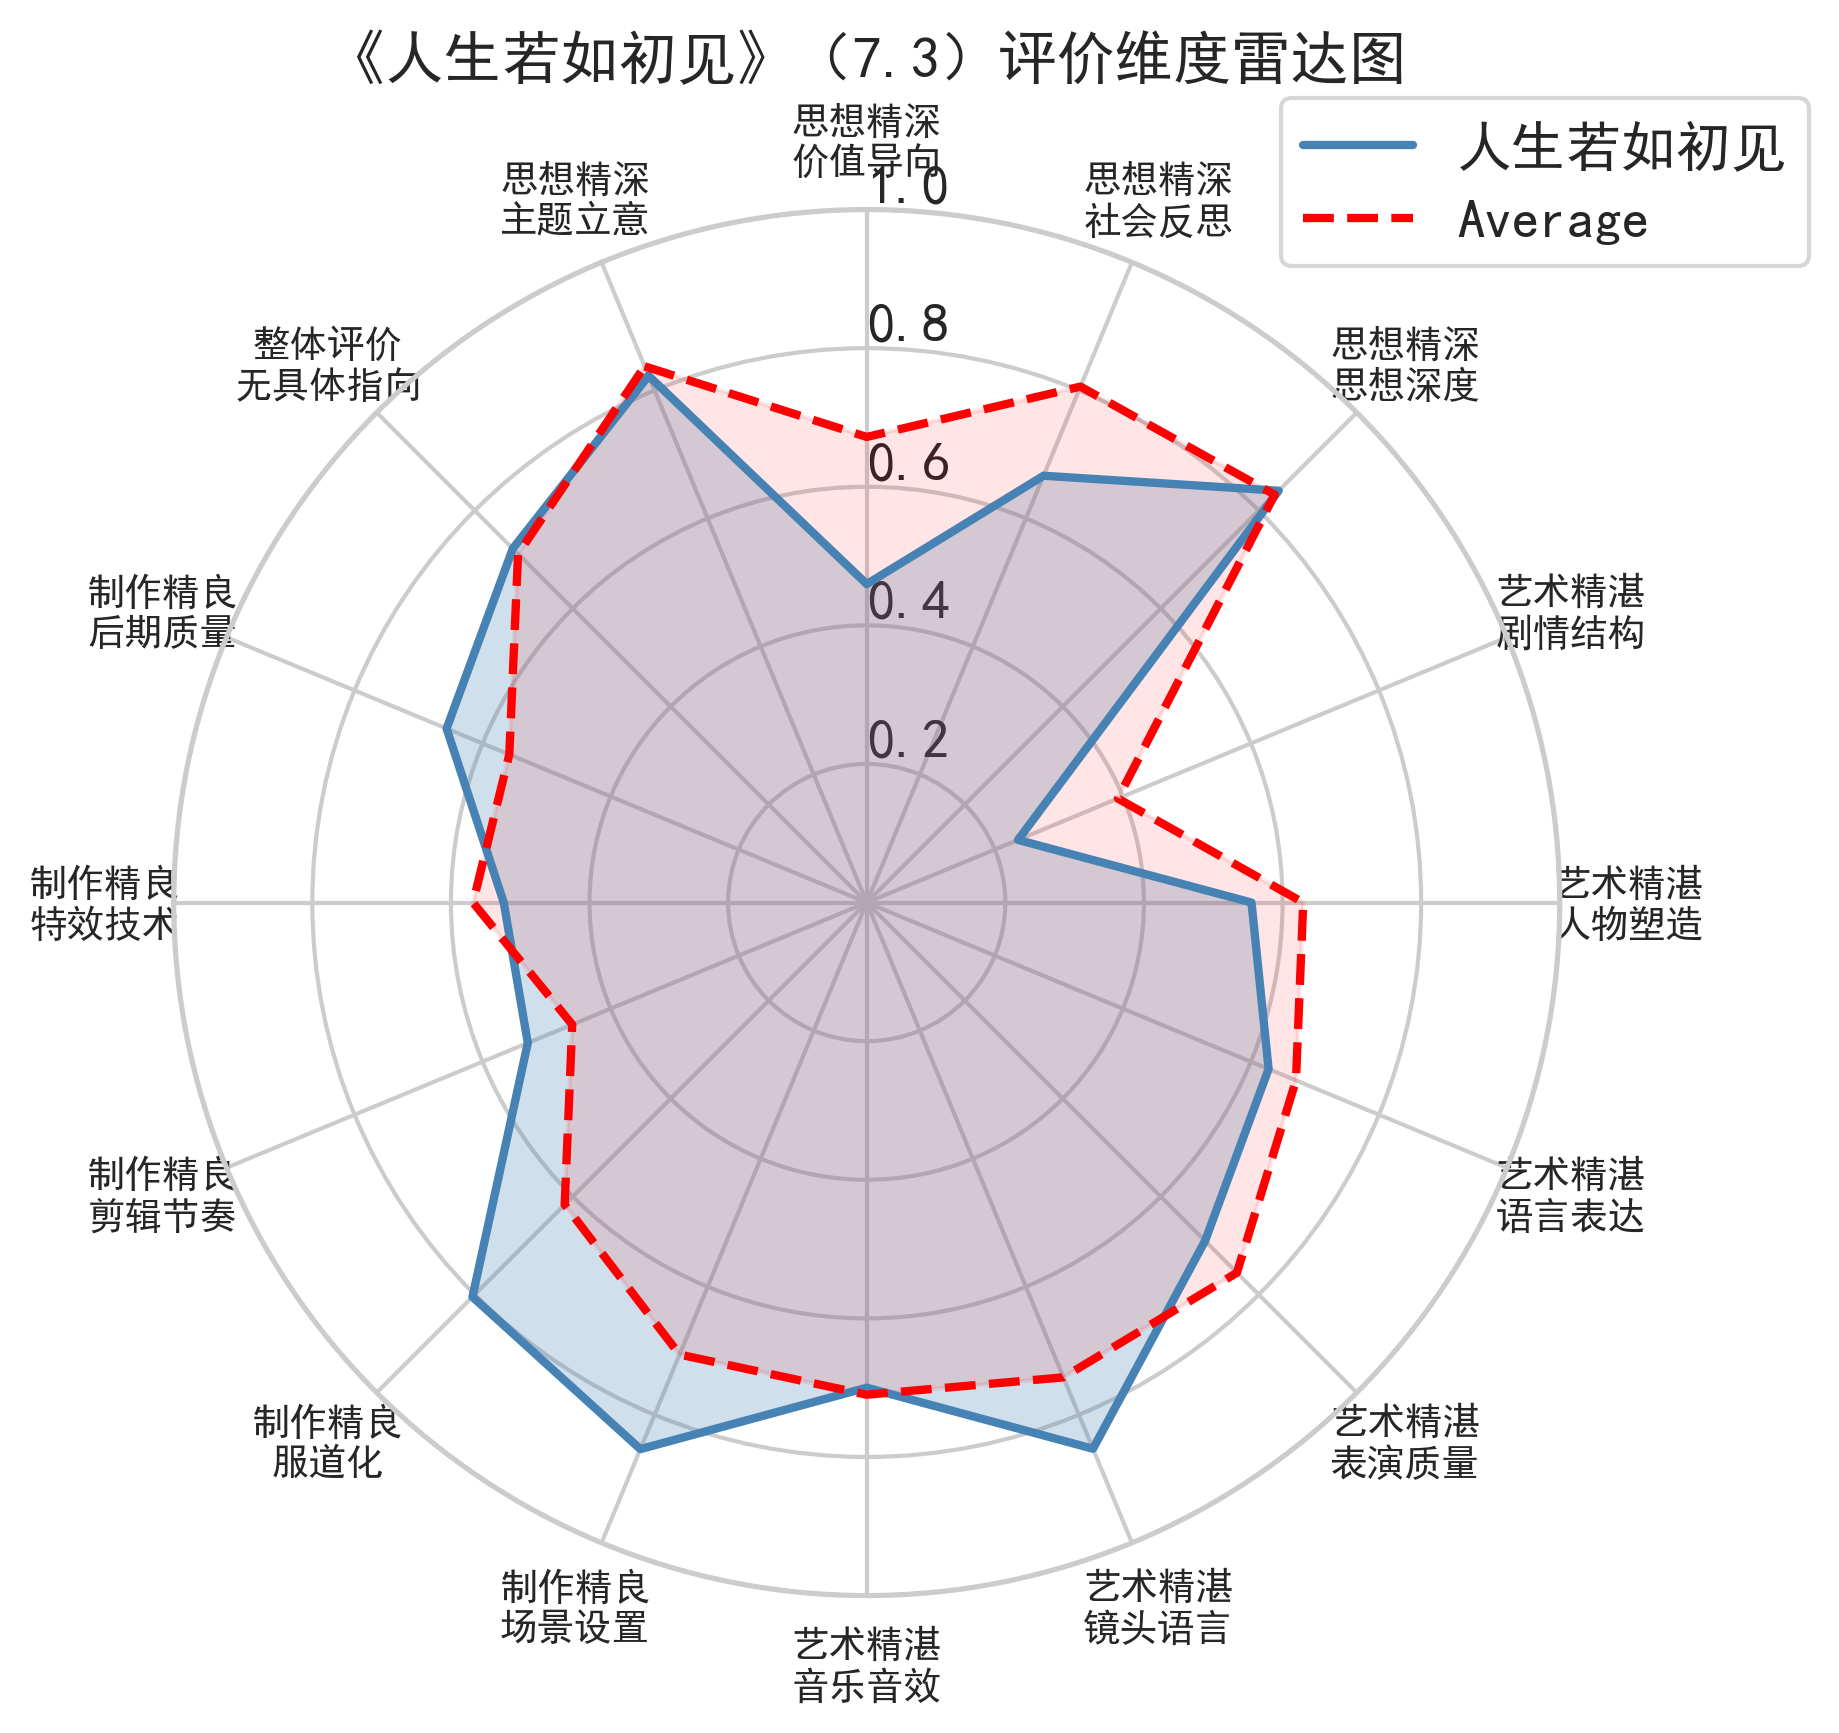 《人生若如初见》（7.3）评价维度雷达图
人生若如初见
Average
思想精深
价值导向
思想精深
社会反思
思想精深
思想深度
艺术精湛
剧情结构
艺术精湛
人物塑造
艺术精湛
语言表达
艺术精湛
表演质量
艺术精湛
镜头语言
艺术精湛
音乐音效
制作精良
场景设置
制作精良
服道化
制作精良
剪辑节奏
制作精良
特效技术
制作精良
后期质量
整体评价
无具体指向
思想精深
主题立意
1.0
0.8
0.6
0.4
0.2